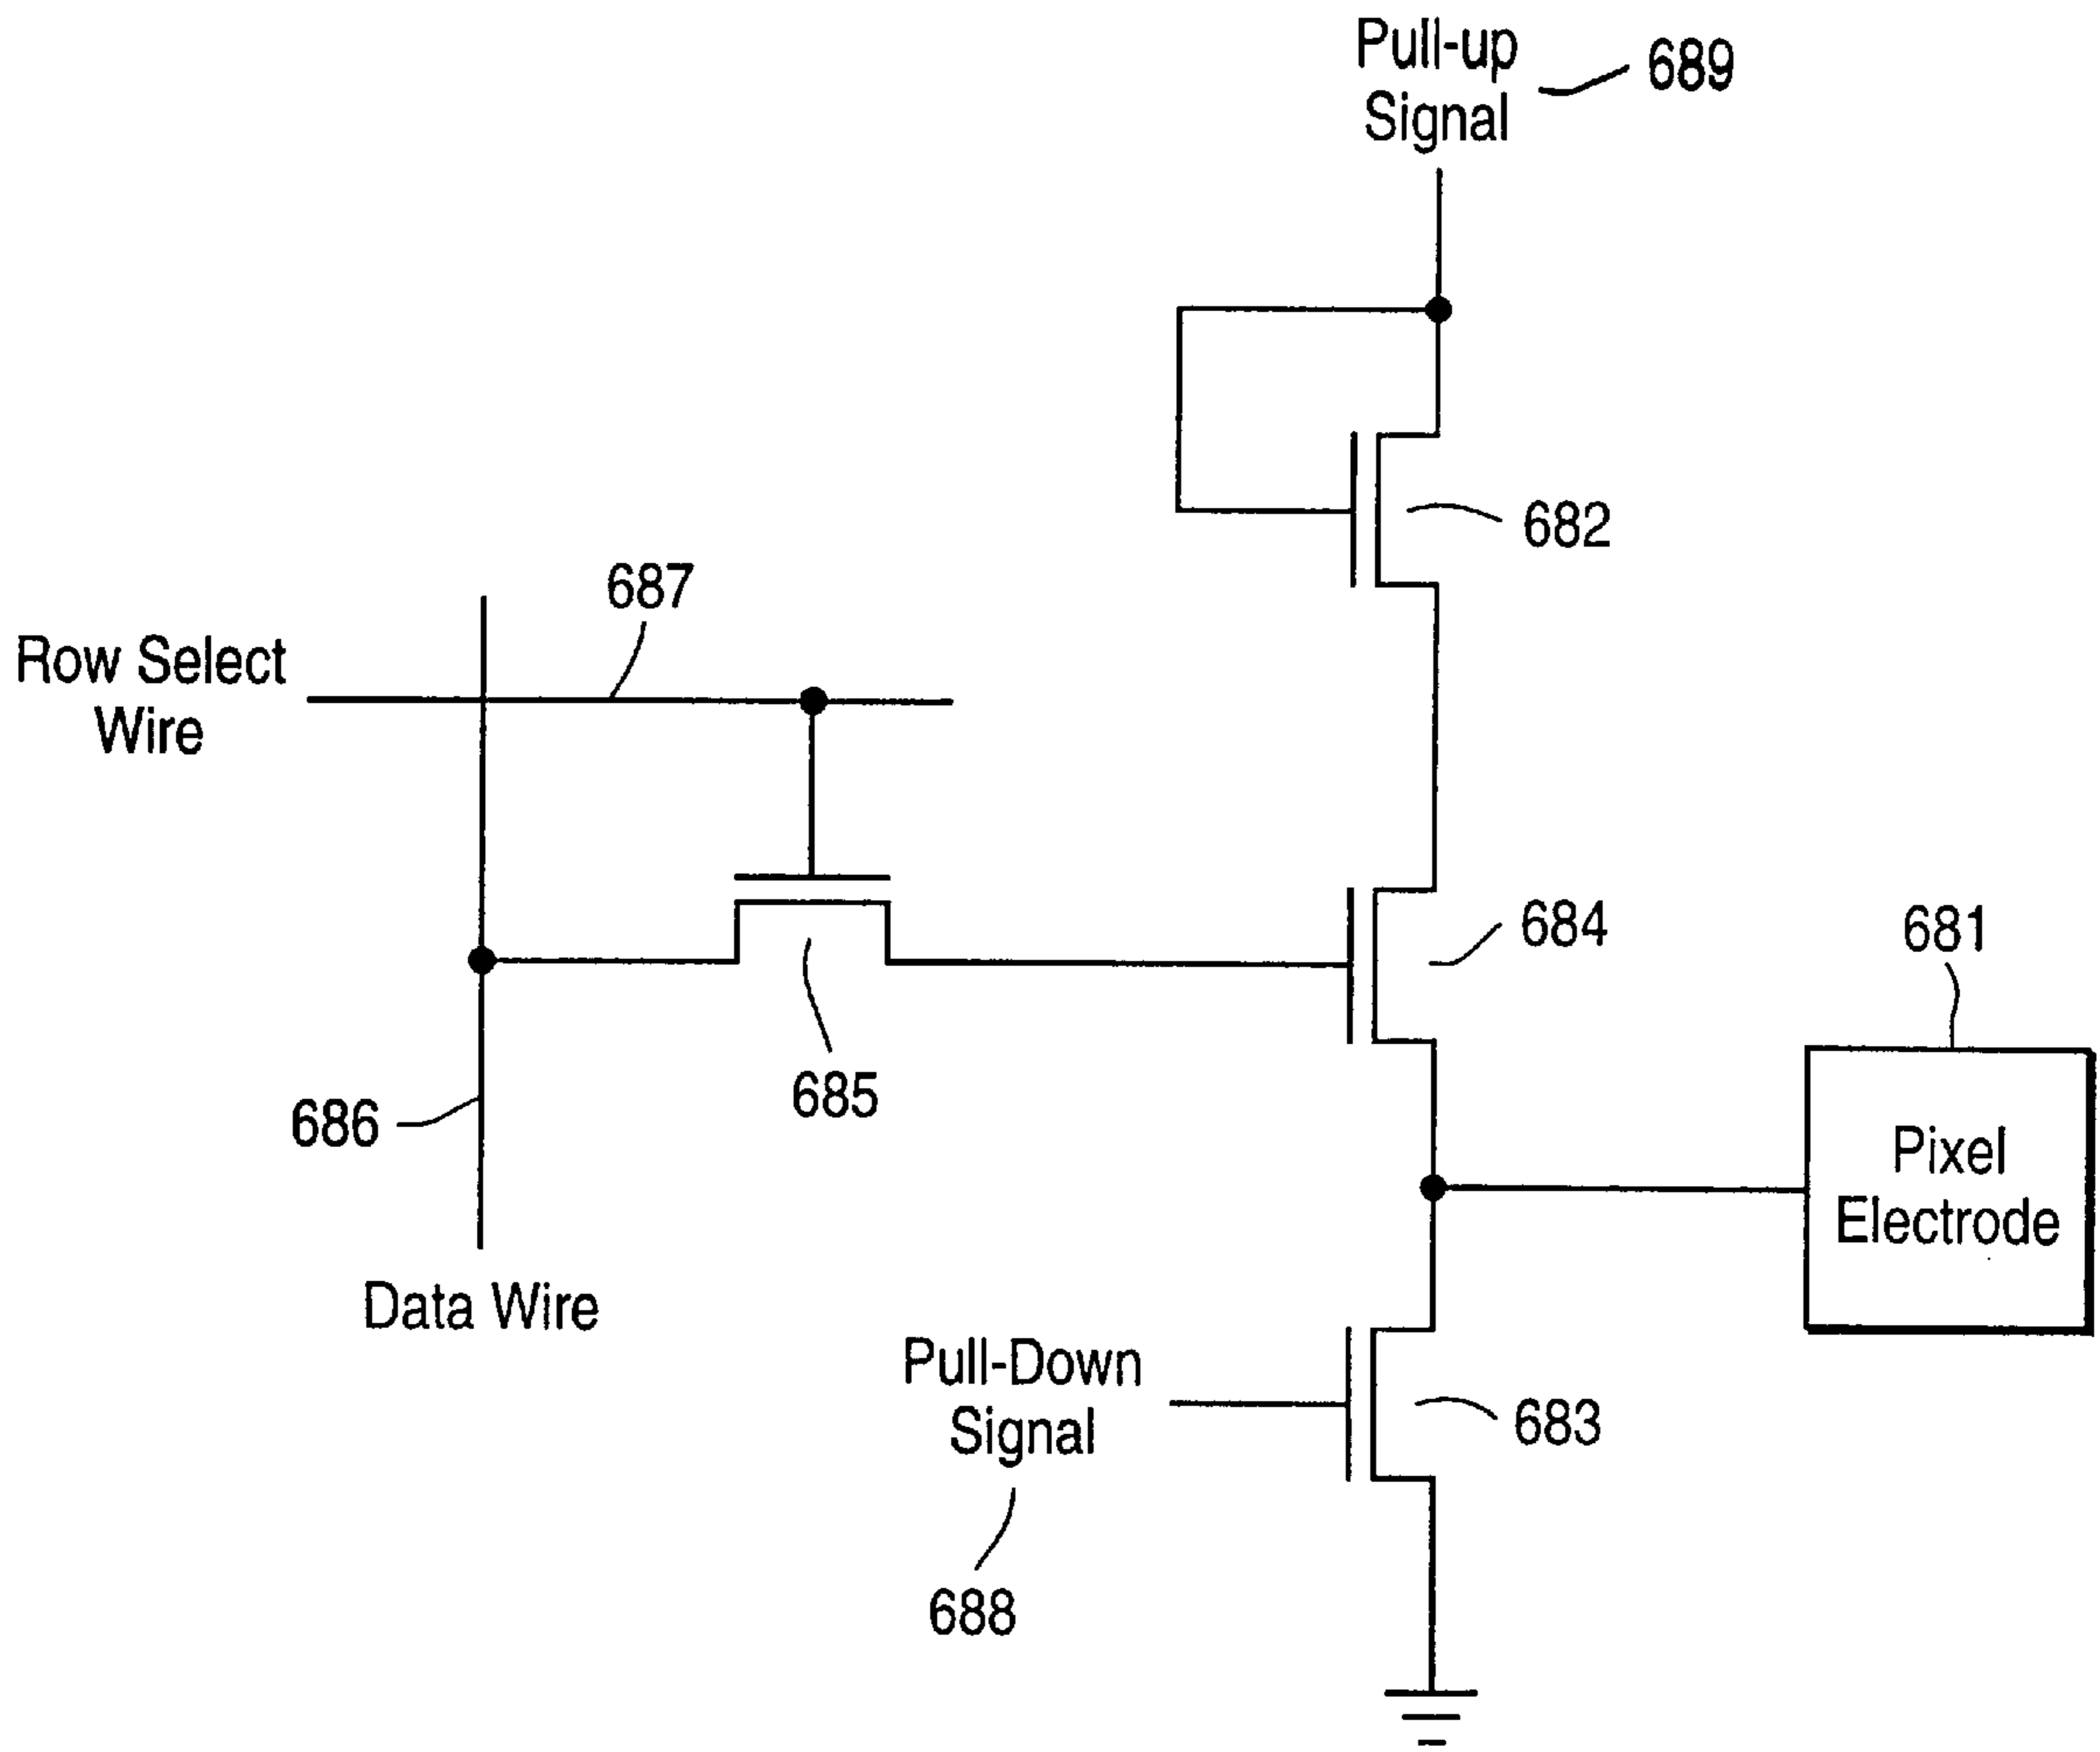 Pull-up
Signal
689
682
687
Row Select
Wire
684
681
685
686
Pixel
Electrode
Data Wire
Pull-Down
Signal
683
688